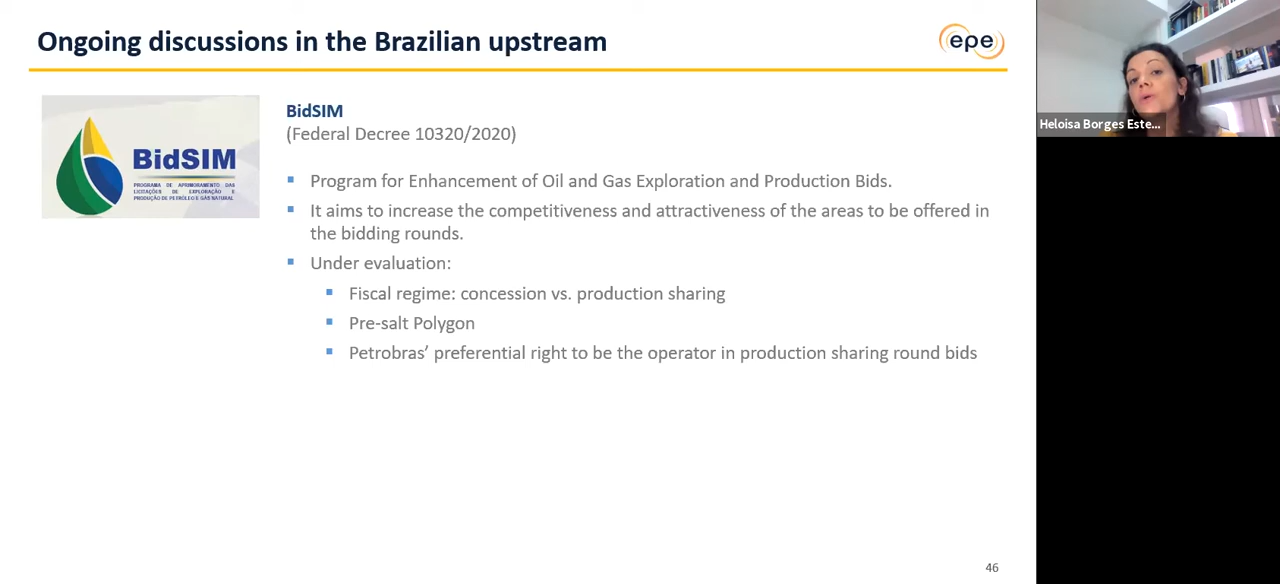 Ongoing discussions in the Brazilian upstream
epe
BidSIM
PROGRAMA DE APRIMORAMENTO DAS
LICITAÇÕES DE EXPLORAÇÃO E
PRODUÇÃO DE PETRÓLEO E GÁS NATURAL
BidSIM
(Federal Decree 10320/2020)
Program for Enhancement of Oil and Gas Exploration and Production Bids.
It aims to increase the competitiveness and attractiveness of the areas to be offered in
the bidding rounds.
Under evaluation:
Fiscal regime: concession vs. production sharing
Pre-salt Polygon
Petrobras’ preferential right to be the operator in production sharing round bids
46
Heloisa Borges Este...